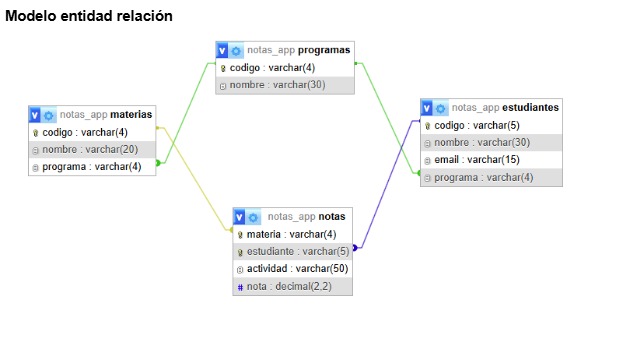 Modelo entidad relación
v notas_app programas
codigo : varchar(4)
nombre : varchar(30)
v notas_app materias
codigo : varchar(4)
nombre : varchar(20)
programa : varchar(4)
v notas_app estudiantes
codigo : varchar(5)
nombre : varchar(30)
email : varchar(15)
programa : varchar(4)
v notas_app notas
materia : varchar(4)
estudiante : varchar(5)
actividad : varchar(50)
# nota : decimal(2,2)